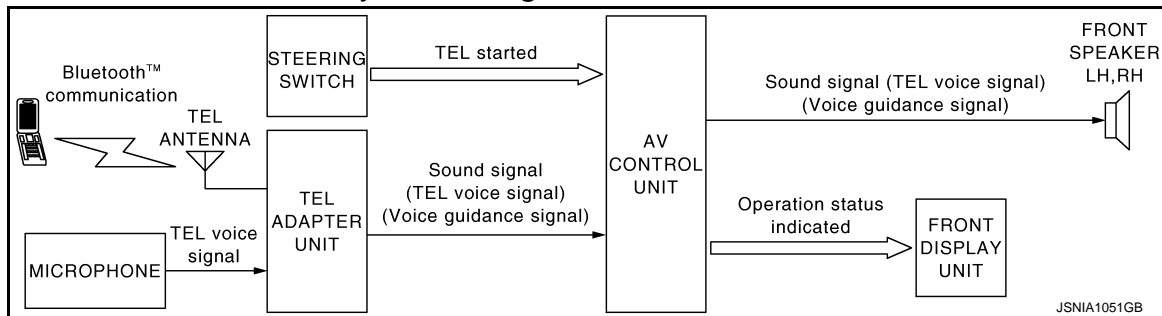 Bluetooth™
communication
TEL
ANTENNA
STEERING
SWITCH
TEL started
TEL
ADAPTER
UNIT
MICROPHONE
TEL voice
signal
Sound signal
(TEL voice signal)
(Voice guidance signal)
AV
CONTROL
UNIT
Sound signal (TEL voice signal)
(Voice guidance signal)
FRONT
SPEAKER
LH,RH
Operation status
indicated
FRONT
DISPLAY
UNIT
JSNIA1051GB